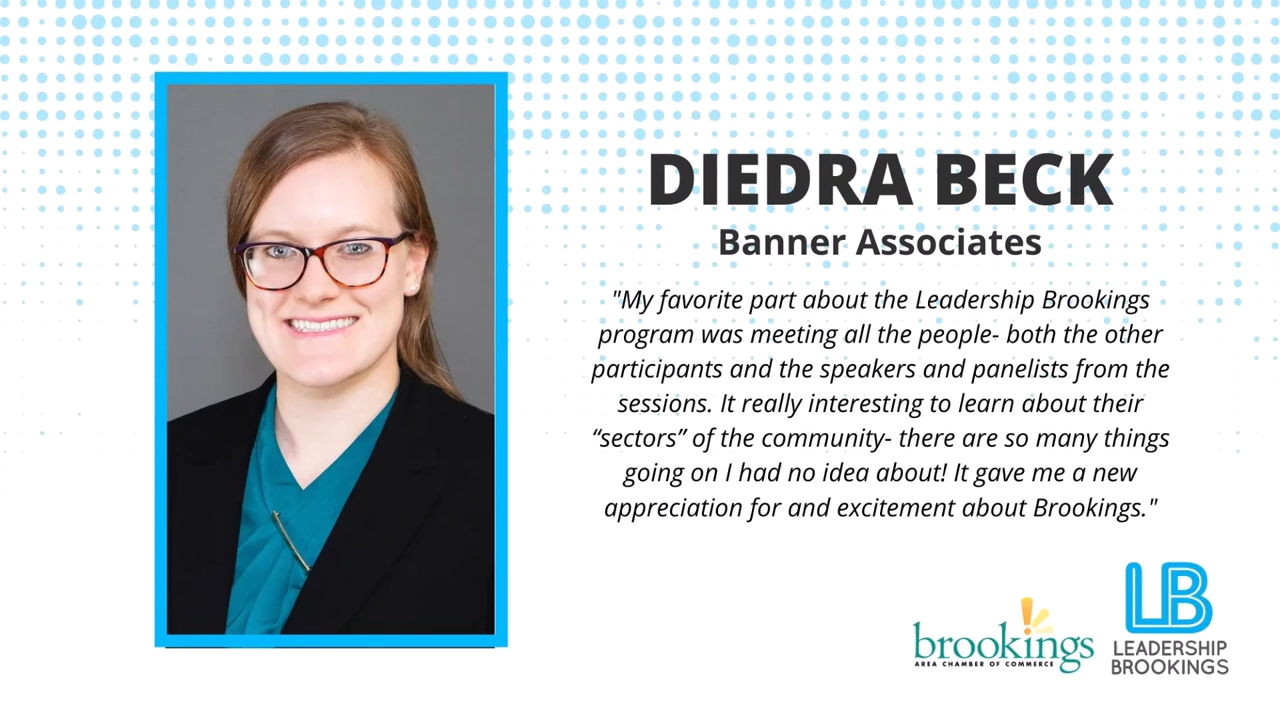 DIEDRA BECK
Banner Associates
"My favorite part about the Leadership Brookings
program was meeting all the people- both the other
participants and the speakers and panelists from the
sessions. It really interesting to learn about their
“sectors” of the community- there are so many things
going on I had no idea about! It gave me a new
appreciation for and excitement about Brookings."
brookings
AREA CHAMBER OF COMMERCE
LB
LEADERSHIP
BROOKINGS